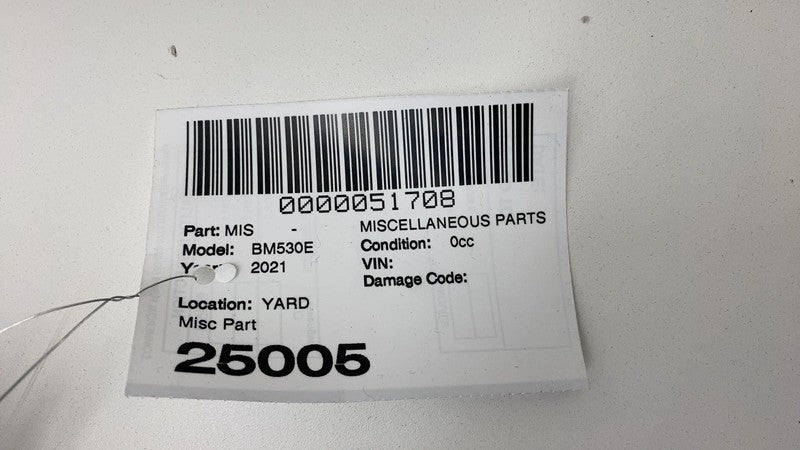 0000051708
Part: MIS - MISCELLANEOUS PARTS
Model: BM530E Condition: 0cc
2021 VIN:
Damage Code:
Location: YARD
Misc Part
25005